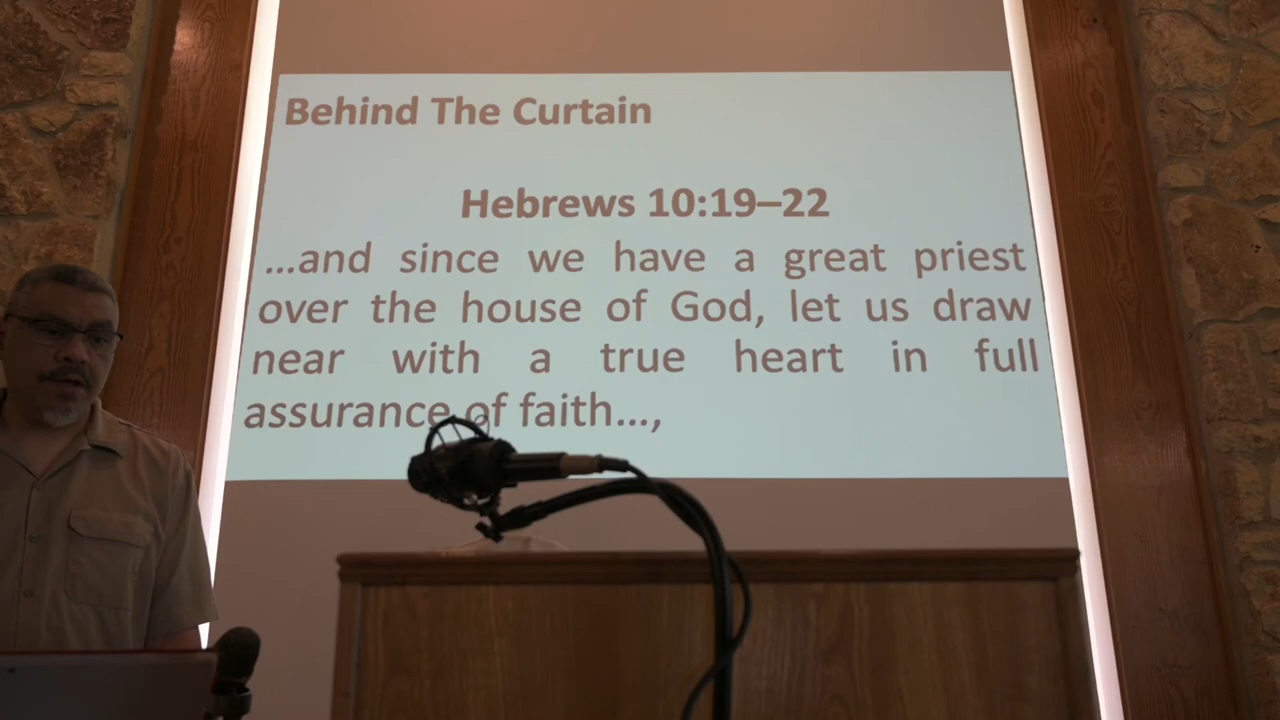 Behind The Curtain
Hebrews 10:19–22
...and since we have a great priest
over the house of God, let us draw
near with a true heart in full
assurance of faith...,